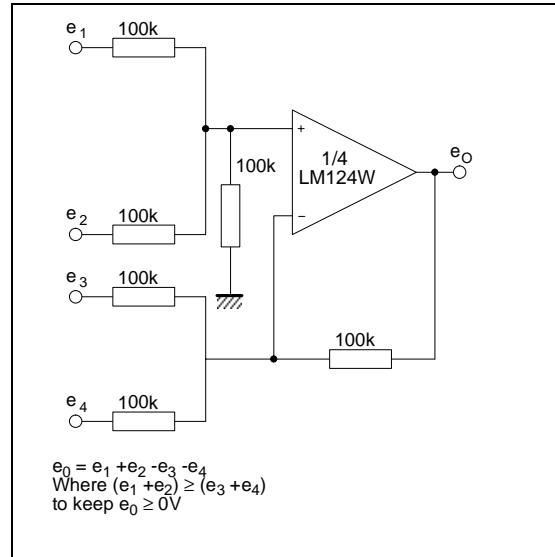 e1
100k
100k
e2
100k
e3
100k
e4
100k
+
1/4
LM124W
−
eO
100k
e0 = e1 +e2 -e3 -e4
Where (e1 +e2) ≥ (e3 +e4)
to keep e0 ≥ 0V